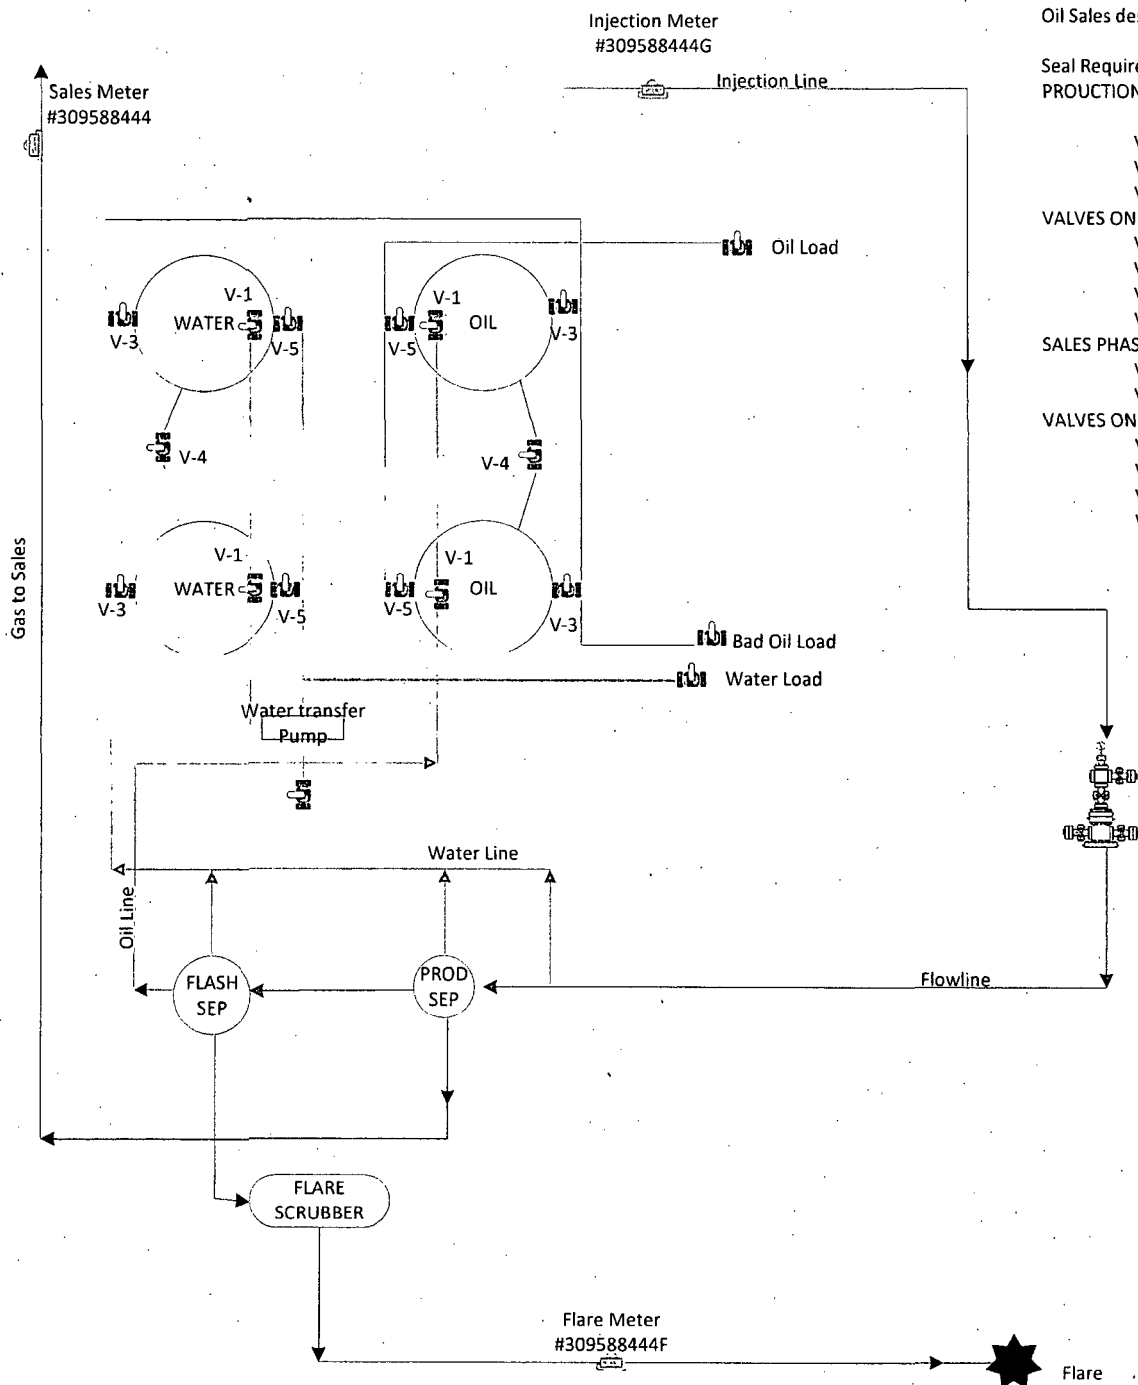 Injection Meter
#309588444G
Oil Sales
Injection Line
Seal
PROUCTION
Sales Meter
#309588444
VALVES ON
Oil Load
V-1
V-1
WATER
OIL
V-3
V-5
V-5
V-3
SALES
VALVES ON
V-4
V-4
V-1
V-1
WATER
OIL
V-3
V-5
V-5
V-3
Gas to Sales
Bad Oil Load
Water Load
Water transfer
Pump
Water Line
Oil Line
FLASH
SEP
PROD
SEP
Flowline
FLARE
SCRUBBER
Flare Meter
#309588444F
Flare